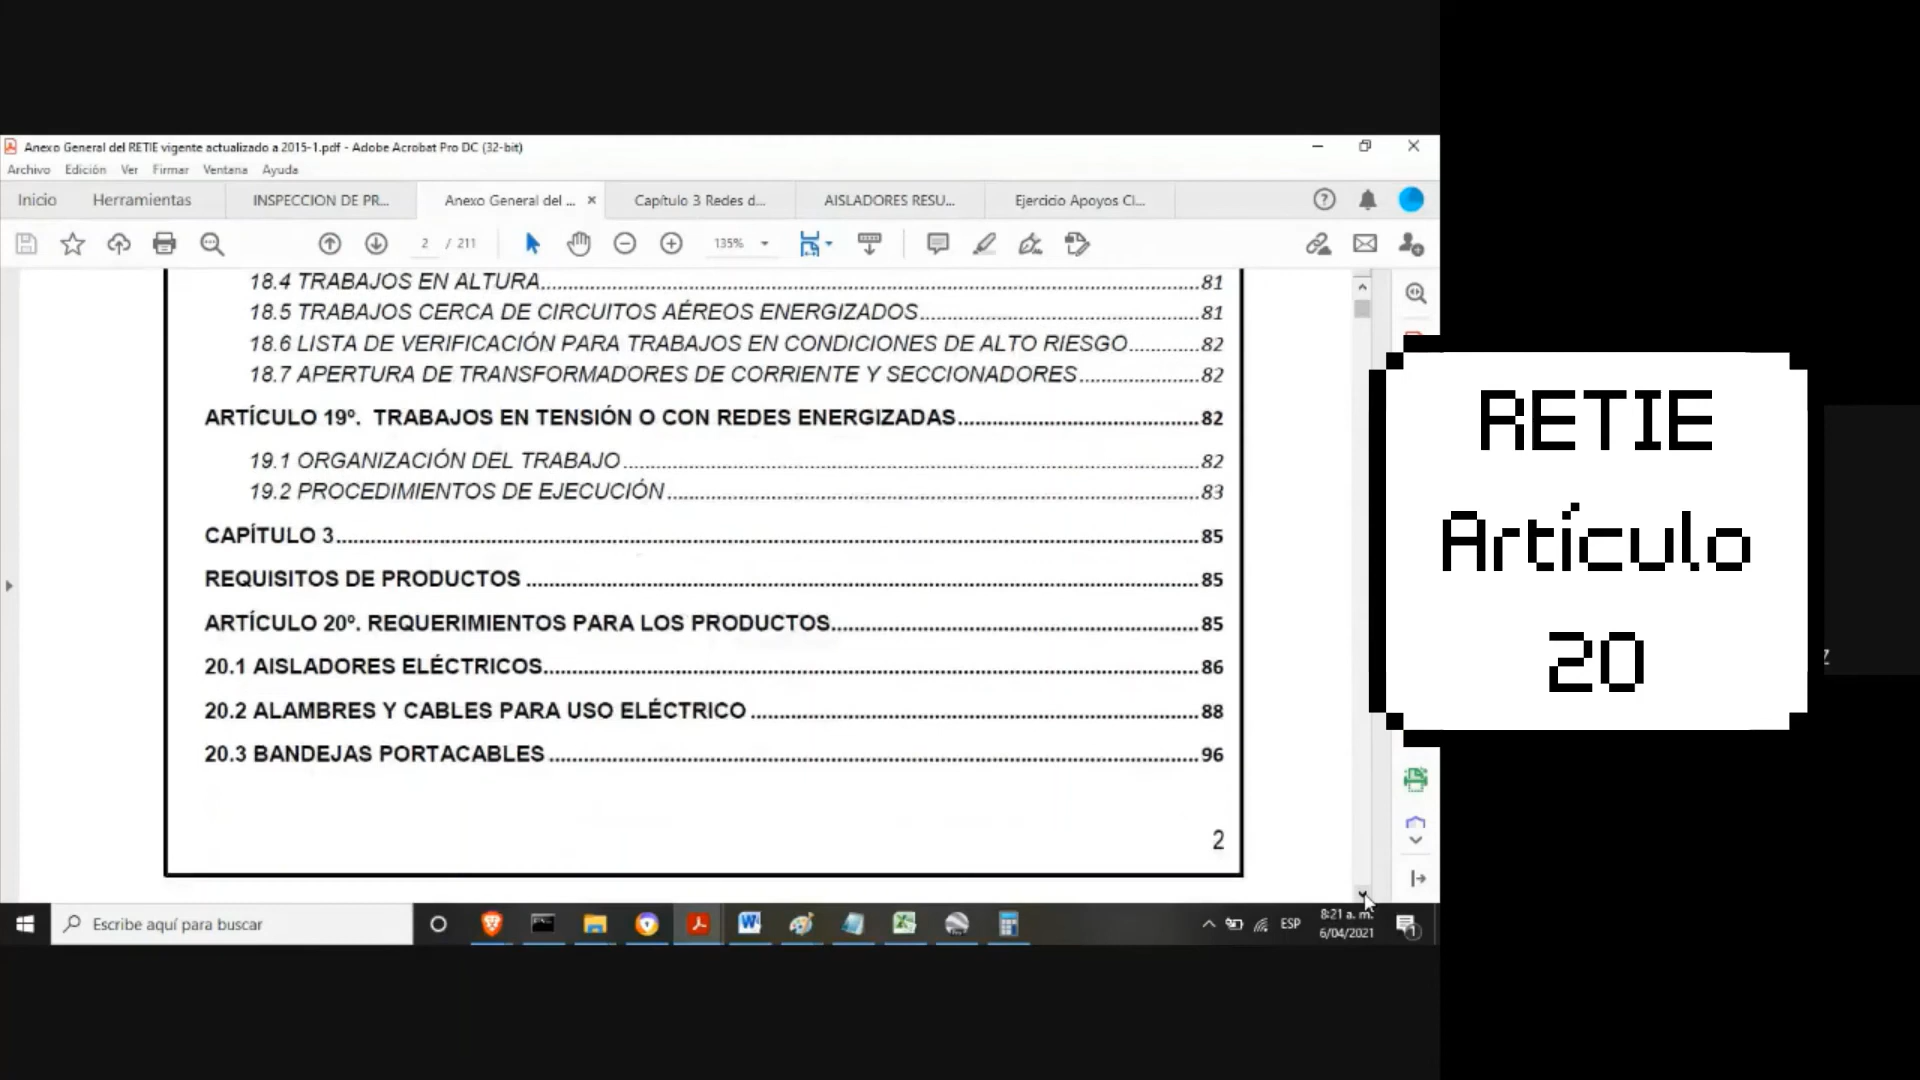 Anexo General del RETIE vigente actualizado a 2015-1.pdf - Adobe Acrobat Pro DC (32-bit)
Archivo Edición Ver Firmar Ventana Ayuda
Inicio Herramientas INSPECCION DE PR... Anexo General del ... × Capítulo 3 Redes d... AISLADORES RESU... Ejercicio Apoyos Ci...
2 / 211 135%
18.4 TRABAJOS EN ALTURA....81
18.5 TRABAJOS CERCA DE CIRCUITOS AÉREOS ENERGIZADOS....81
18.6 LISTA DE VERIFICACIÓN PARA TRABAJOS EN CONDICIONES DE ALTO RIESGO....82
18.7 APERTURA DE TRANSFORMADORES DE CORRIENTE Y SECCIONADORES....82
ARTÍCULO 19º. TRABAJOS EN TENSIÓN O CON REDES ENERGIZADAS....82
19.1 ORGANIZACIÓN DEL TRABAJO....82
19.2 PROCEDIMIENTOS DE EJECUCIÓN....83
CAPÍTULO 3....85
REQUISITOS DE PRODUCTOS....85
ARTÍCULO 20º. REQUERIMIENTOS PARA LOS PRODUCTOS....85
20.1 AISLADORES ELÉCTRICOS....86
20.2 ALAMBRES Y CABLES PARA USO ELÉCTRICO....88
20.3 BANDEJAS PORTACABLES....96
2
RETIE
Artículo
20
Z
Escribe aquí para buscar
ESP
8:21 a. m.
6/04/2021
1